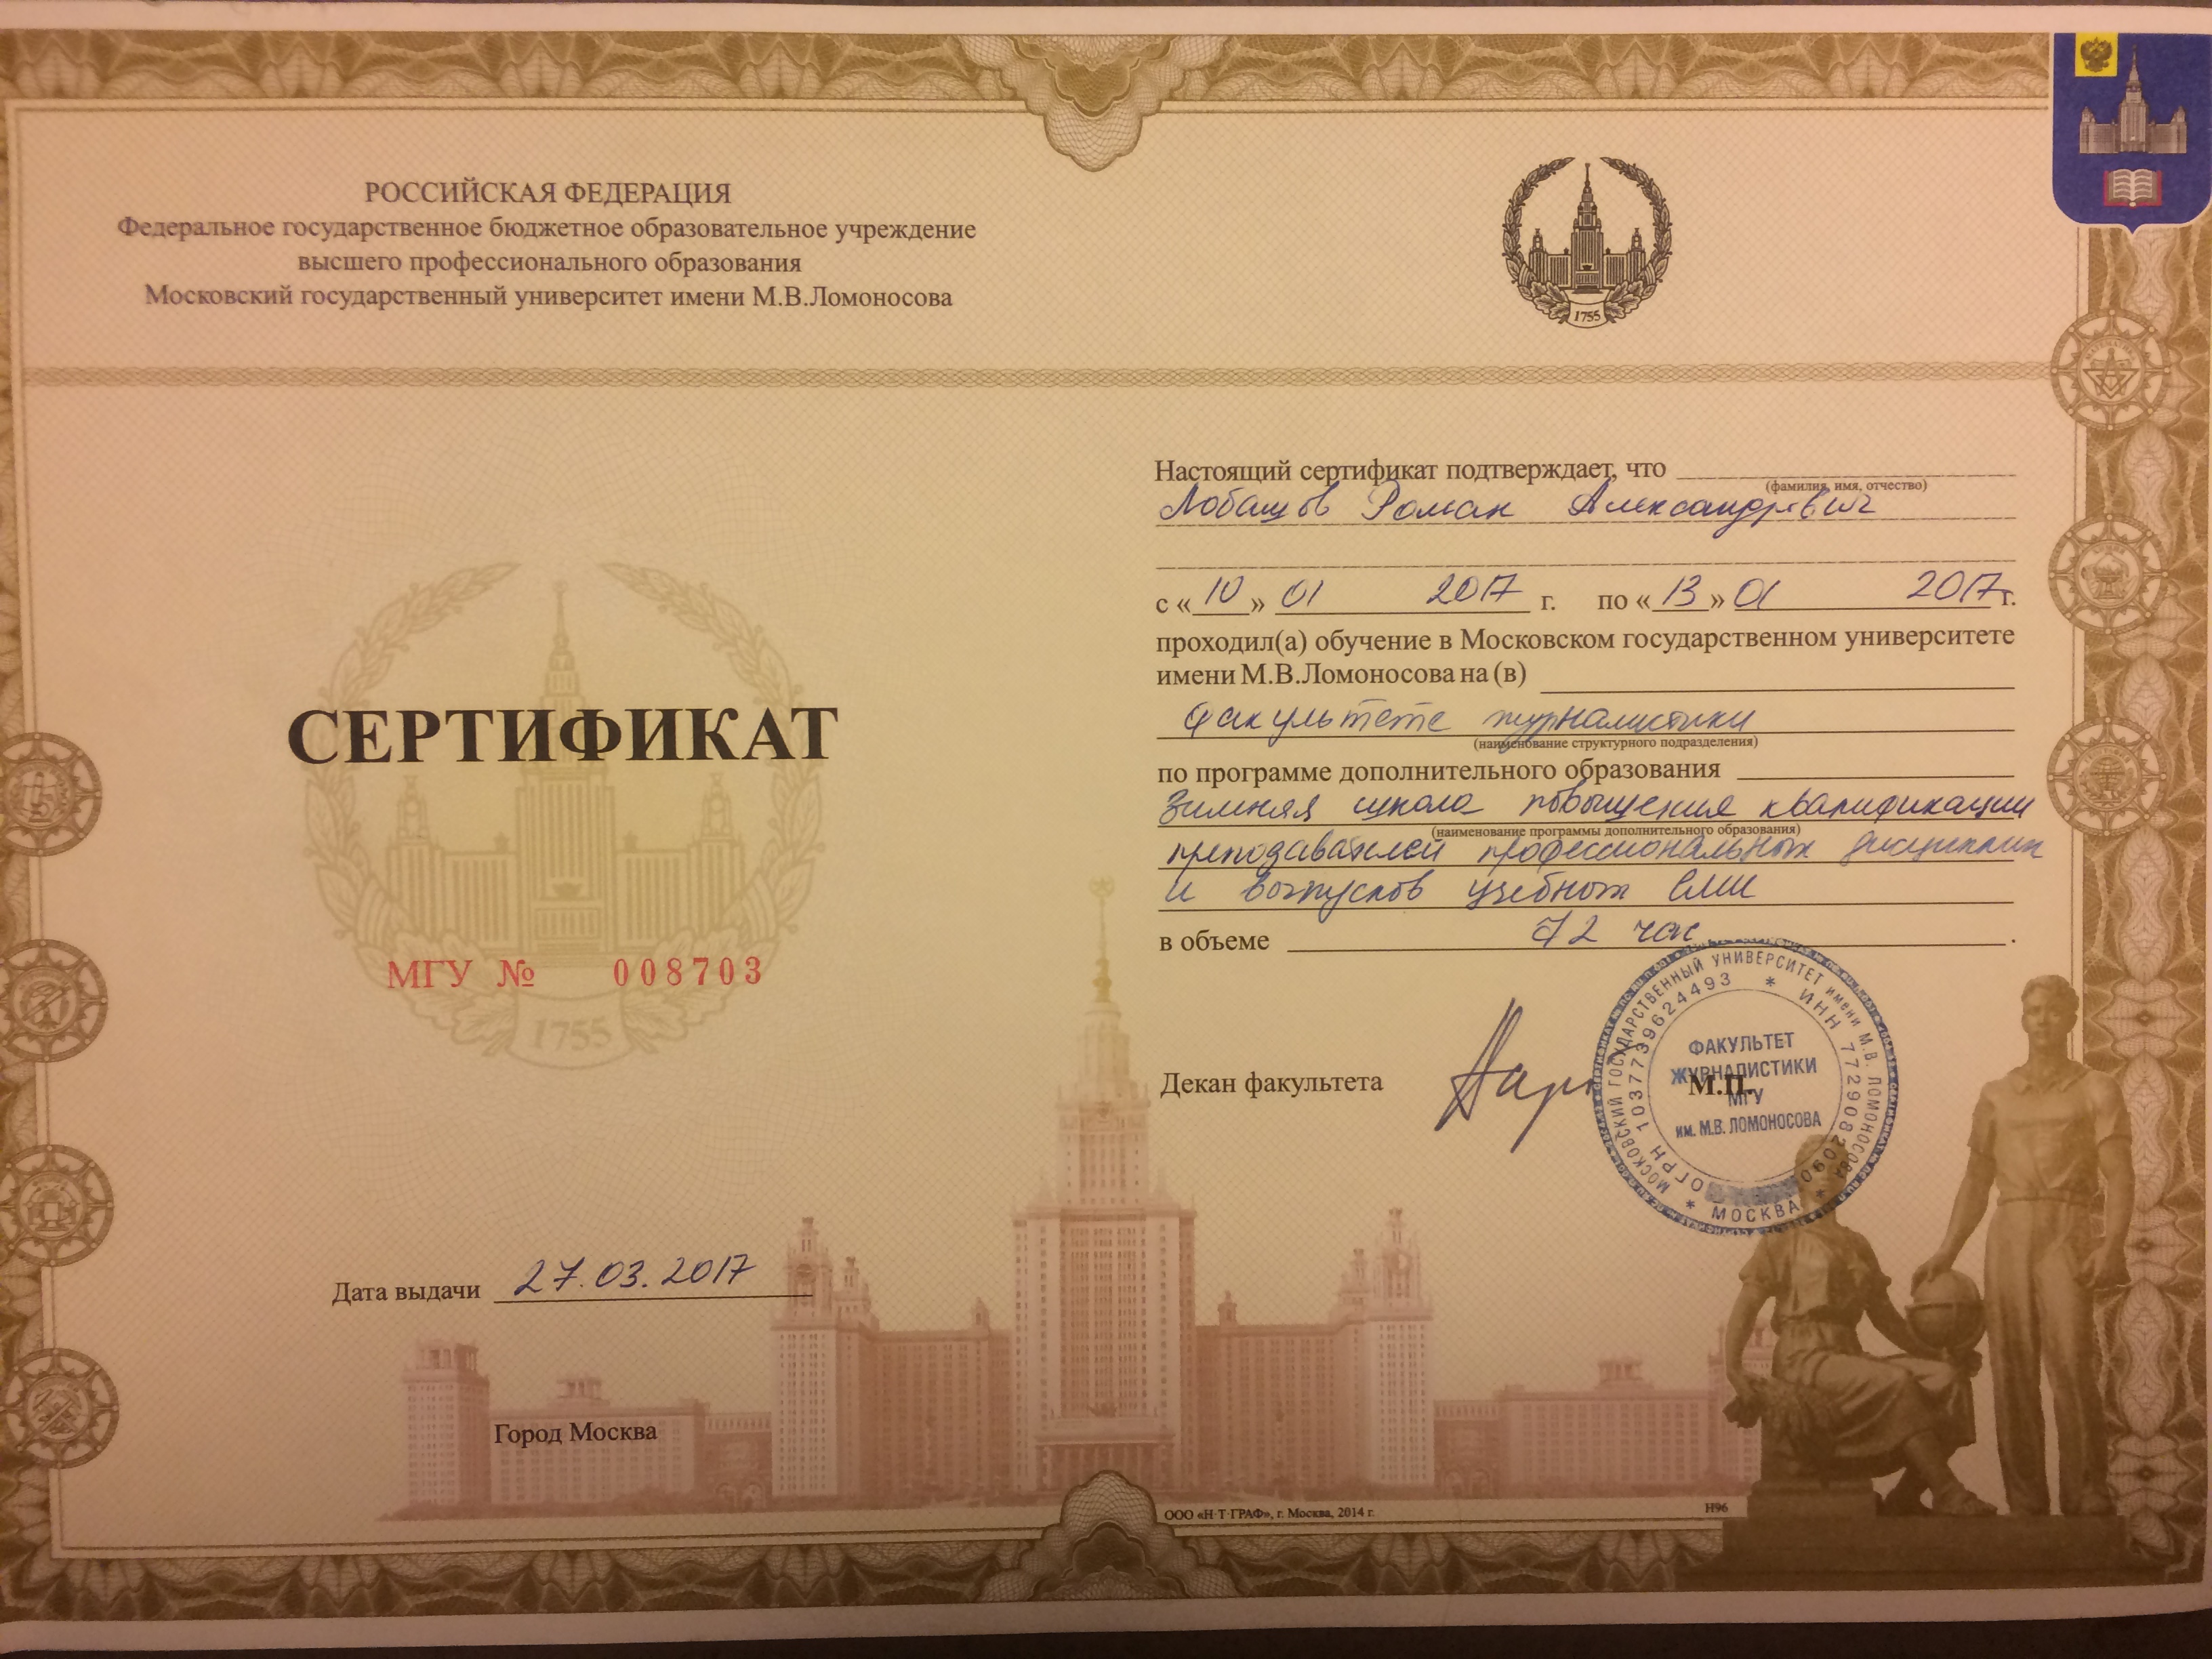 РОССИЙСКАЯ ФЕДЕРАЦИЯ
Федеральное государственное бюджетное образовательное учреждение
высшего профессионального образования
Московский государственный университет имени М.В.Ломоносова
1755
СЕРТИФИКАТ
МГУ № 008703
1755
Дата выдачи 27.03.2017
Город Москва
Настоящий сертификат подтверждает, что
(фамилия, имя, отчество)
Роман Александрович
с «10» 01 2017 г. по «13» 01 2017 г.
проходил(а) обучение в Московском государственном университете
имени М.В.Ломоносова на (в)
факультете журналистики
(наименование структурного подразделения)
по программе дополнительного образования
Зимняя школа повышения квалификации
(наименование программы дополнительного образования)
преподавателей профессиональных дисциплин
и выпусков учебных СМИ
в объеме 72 час.
Декан факультета
М.П.
МОСКОВСКИЙ ГОСУДАРСТВЕННЫЙ УНИВЕРСИТЕТ имени М.В. ЛОМОНОСОВА
* МОСКВА *
ОГРН 1037739624493 * ИНН
ФАКУЛЬТЕТ
ЖУРНАЛИСТИКИ
МГУ
им. М.В. ЛОМОНОСОВА
ООО «Н·Т·ГРАФ», г. Москва, 2014 г.
Н96